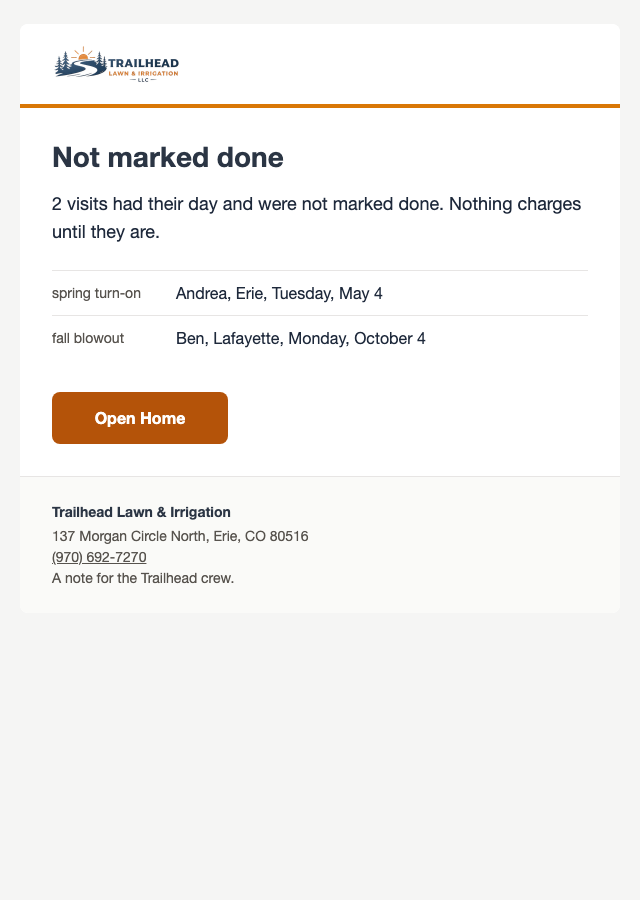 TRAILHEAD
LAWN & IRRIGATION
LLC
Not marked done
2 visits had their day and were not marked done. Nothing charges
until they are.
spring turn-on Andrea, Erie, Tuesday, May 4
fall blowout Ben, Lafayette, Monday, October 4
Open Home
Trailhead Lawn & Irrigation
137 Morgan Circle North, Erie, CO 80516
(970) 692-7270
A note for the Trailhead crew.